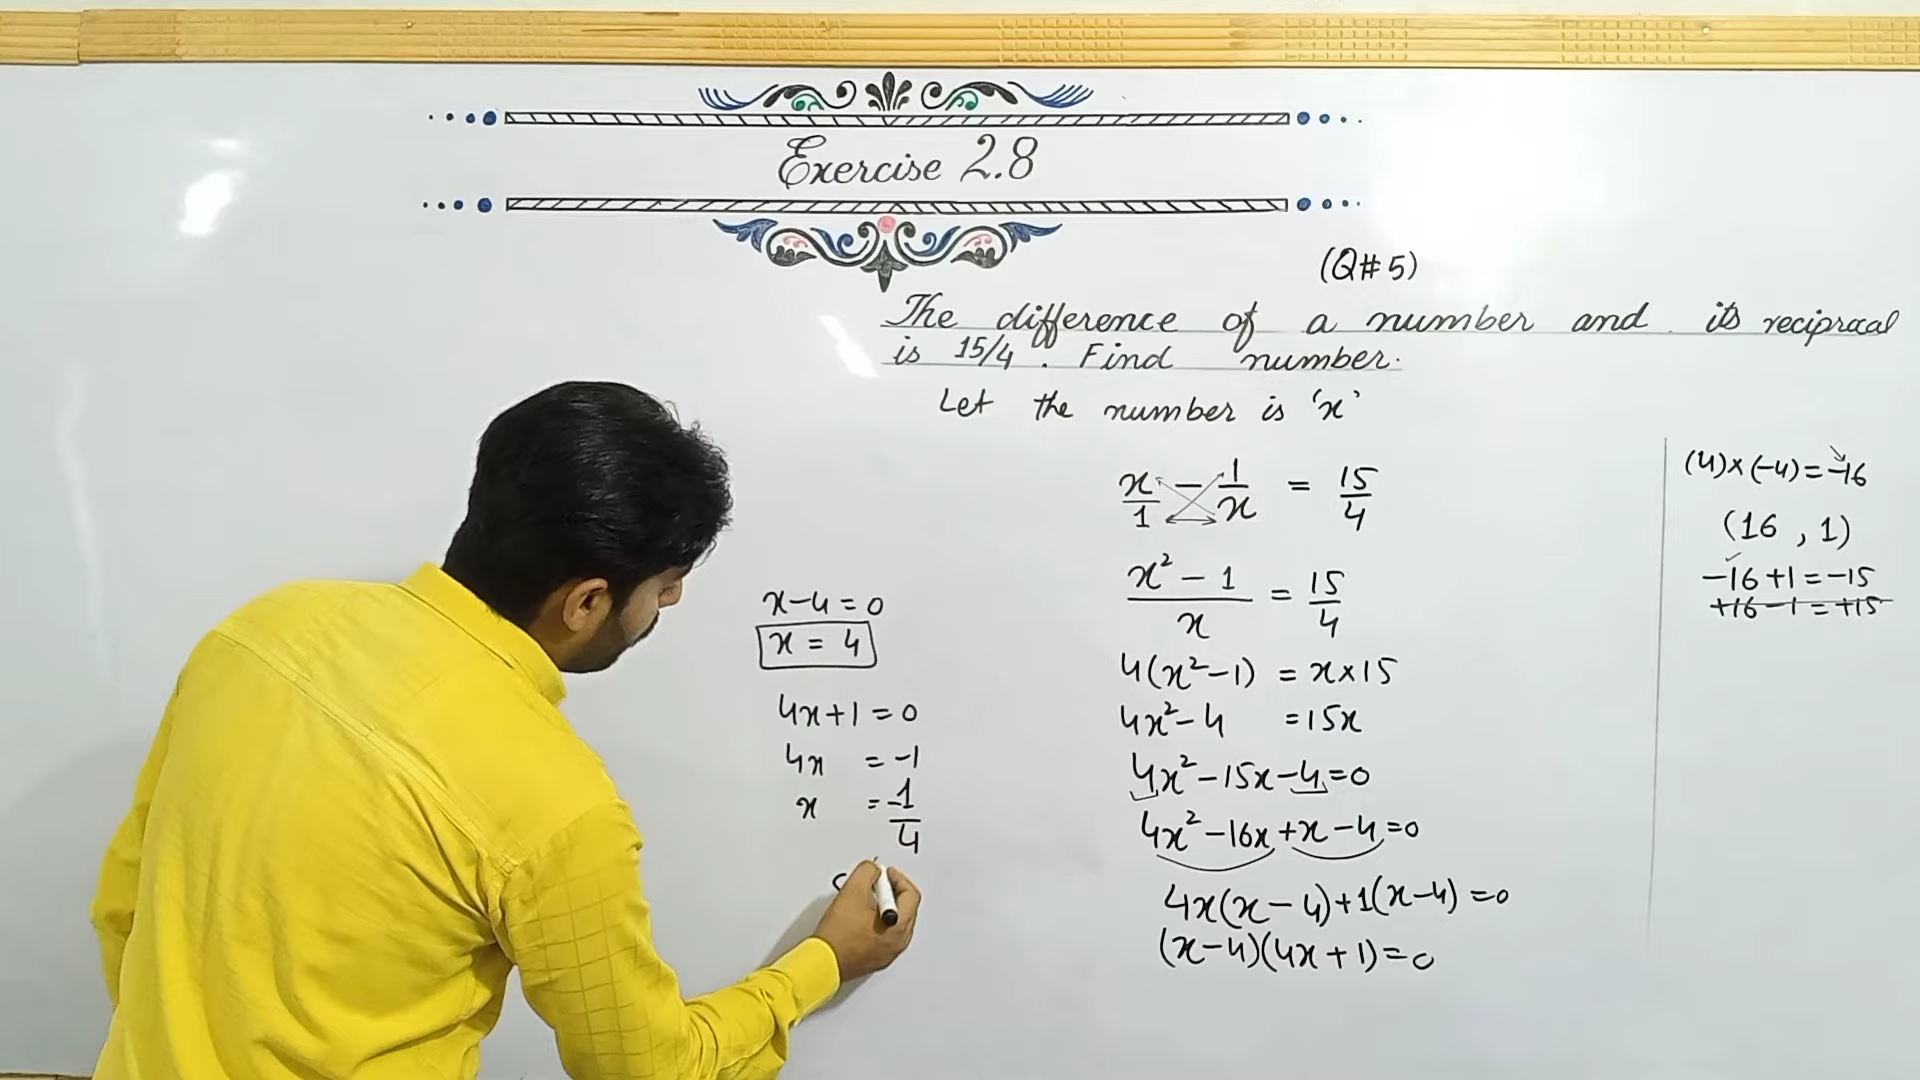 Exercise 2.8
(Q# 5)
The difference of a number and its reciprocal
is 15/4. Find number.
Let the number is 'x'
x/1 - 1/x = 15/4
x² - 1/x = 15/4
4(x²-1) = x×15
4x²-4 = 15x
4x²-15x-4=0
4x²-16x+x-4=0
4x(x-4)+1(x-4)=0
(x-4)(4x+1)=0
x-4=0
x = 4
4x+1=0
4x = -1
x = -1/4
(4)×(-4)=-16
(16 , 1)
-16+1=-15
+16-1=+15